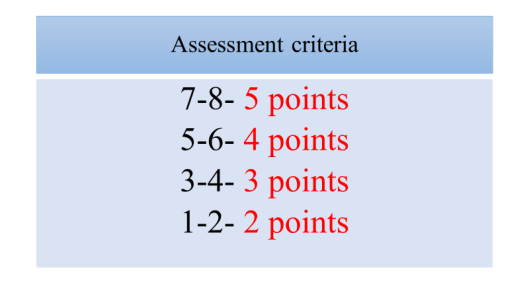 Assessment criteria
7-8- 5 points
5-6- 4 points
3-4- 3 points
1-2- 2 points